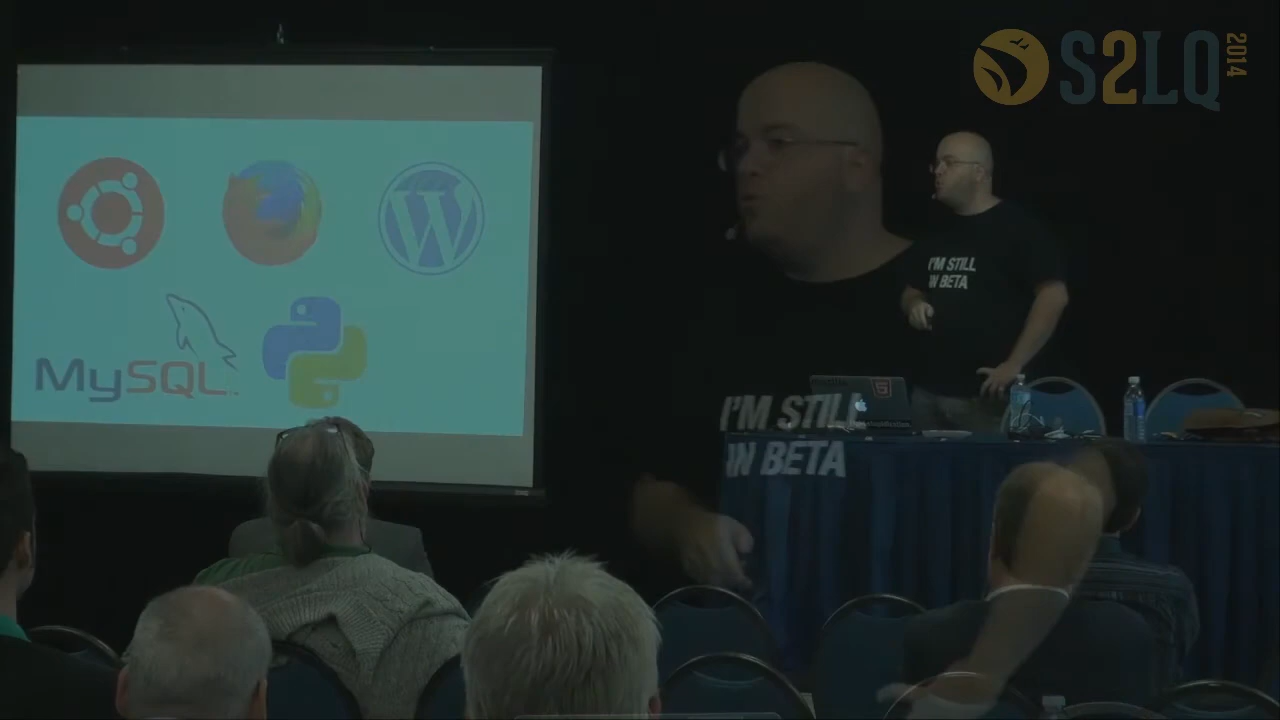 S2LQ
2014
W
MySQL
I'M STILL
IN BETA
I'M STILL
IN BETA